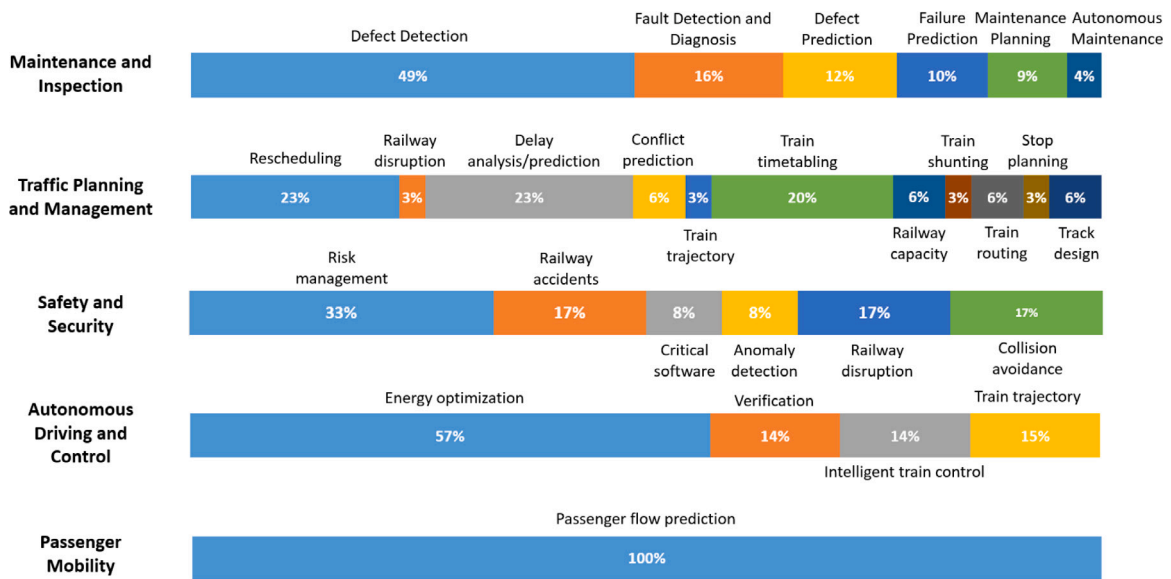 Defect Detection
Fault Detection and
Diagnosis
Defect
Prediction
Failure
Prediction
Maintenance
Planning
Autonomous
Maintenance
Maintenance and
Inspection
49%
16%
12%
10%
9%
4%
Rescheduling
Railway
disruption
Delay
analysis/prediction
Conflict
prediction
Train
timetabling
Train
shunting
Stop
planning
Traffic Planning
and Management
23%
3%
23%
6%
3%
20%
6%
3%
6%
3%
6%
Train
trajectory
Railway
capacity
Train
routing
Track
design
Risk
management
Railway
accidents
Safety and
Security
33%
17%
8%
8%
17%
17%
Critical
software
Anomaly
detection
Railway
disruption
Collision
avoidance
Energy optimization
Verification
Train trajectory
Autonomous
Driving and
Control
57%
14%
14%
15%
Intelligent train control
Passenger flow prediction
Passenger
Mobility
100%